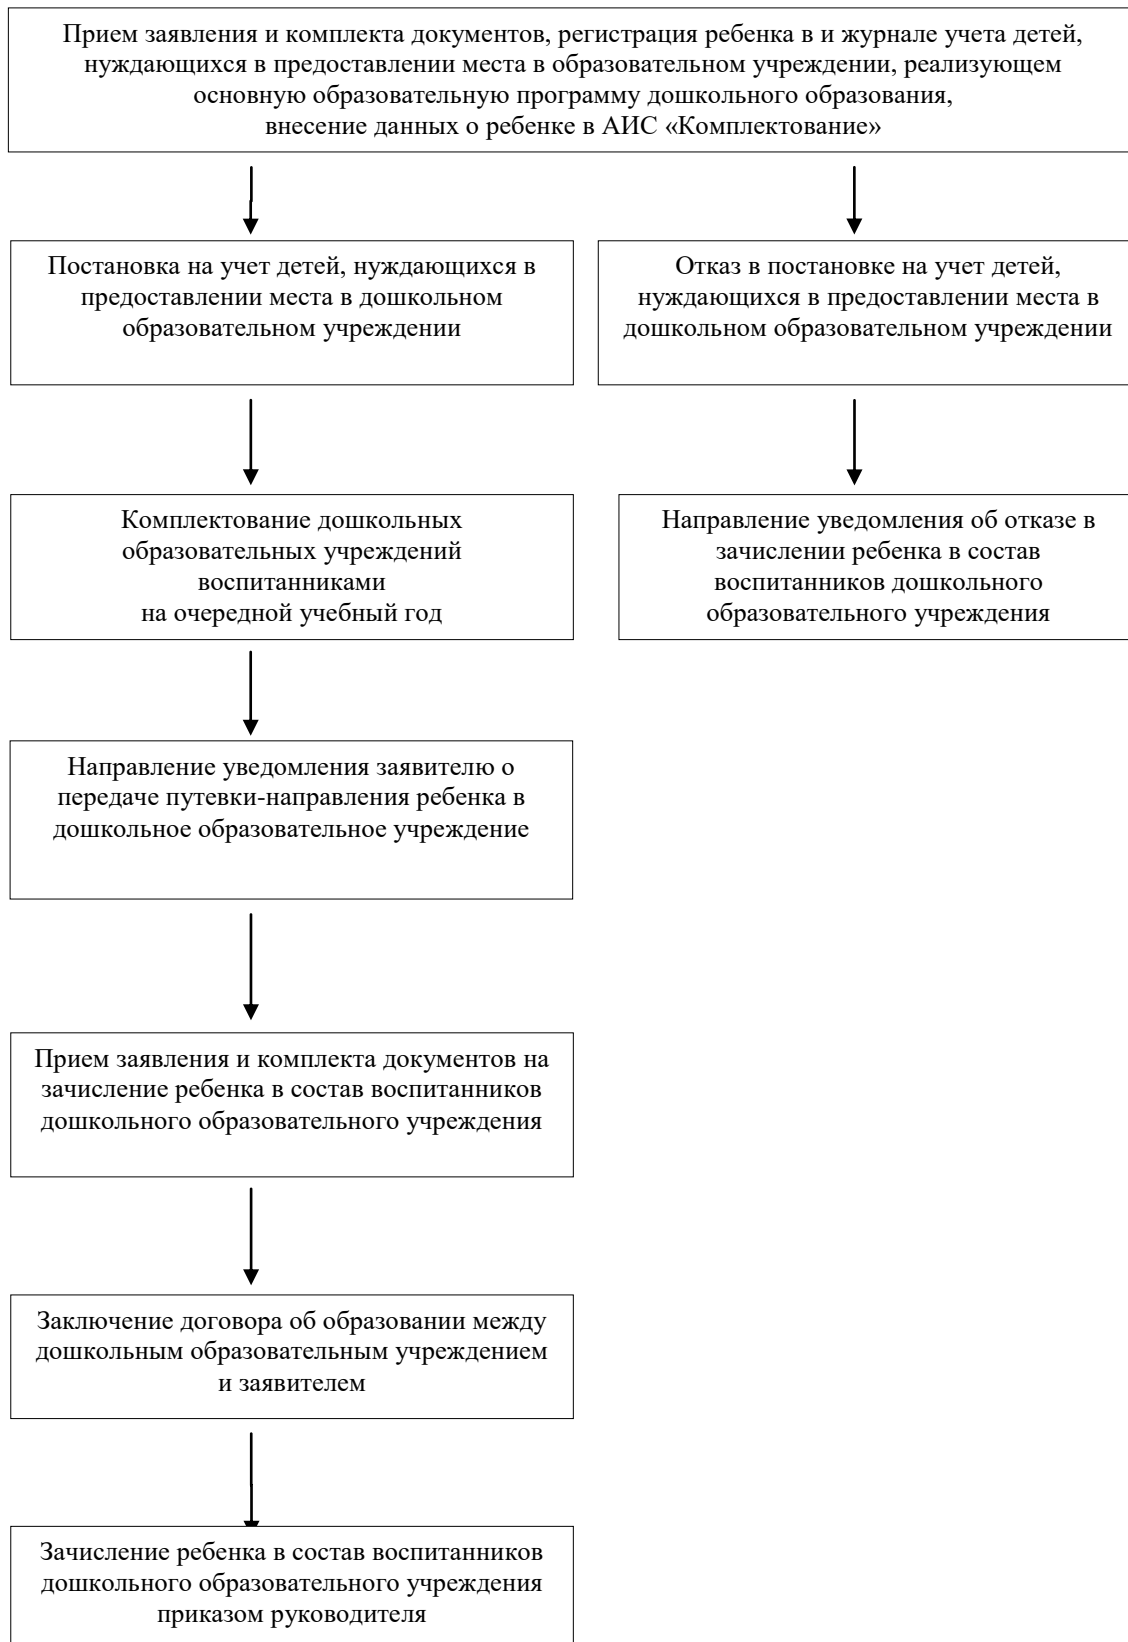 Прием заявления и комплекта документов, регистрация ребенка в и журнале учета детей,
нуждающихся в предоставлении места в образовательном учреждении, реализующем
основную образовательную программу дошкольного образования,
внесение данных о ребенке в АИС «Комплектование»
Постановка на учет детей, нуждающихся в
предоставлении места в дошкольном
образовательном учреждении
Отказ в постановке на учет детей,
нуждающихся в предоставлении места в
дошкольном образовательном учреждении
Комплектование дошкольных
образовательных учреждений
воспитанниками
на очередной учебный год
Направление уведомления об отказе в
зачислении ребенка в состав
воспитанников дошкольного
образовательного учреждения
Направление уведомления заявителю о
передаче путевки-направления ребенка в
дошкольное образовательное учреждение
Прием заявления и комплекта документов на
зачисление ребенка в состав воспитанников
дошкольного образовательного учреждения
Заключение договора об образовании между
дошкольным образовательным учреждением
и заявителем
Зачисление ребенка в состав воспитанников
дошкольного образовательного учреждения
приказом руководителя